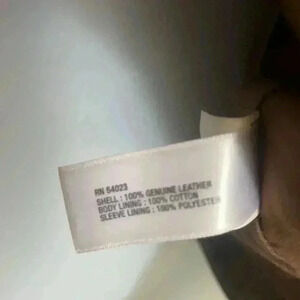 RN 54023
SHELL : 100% GENUINE LEATHER
BODY LINING : 100% COTTON
SLEEVE LINING : 100% POLYESTER